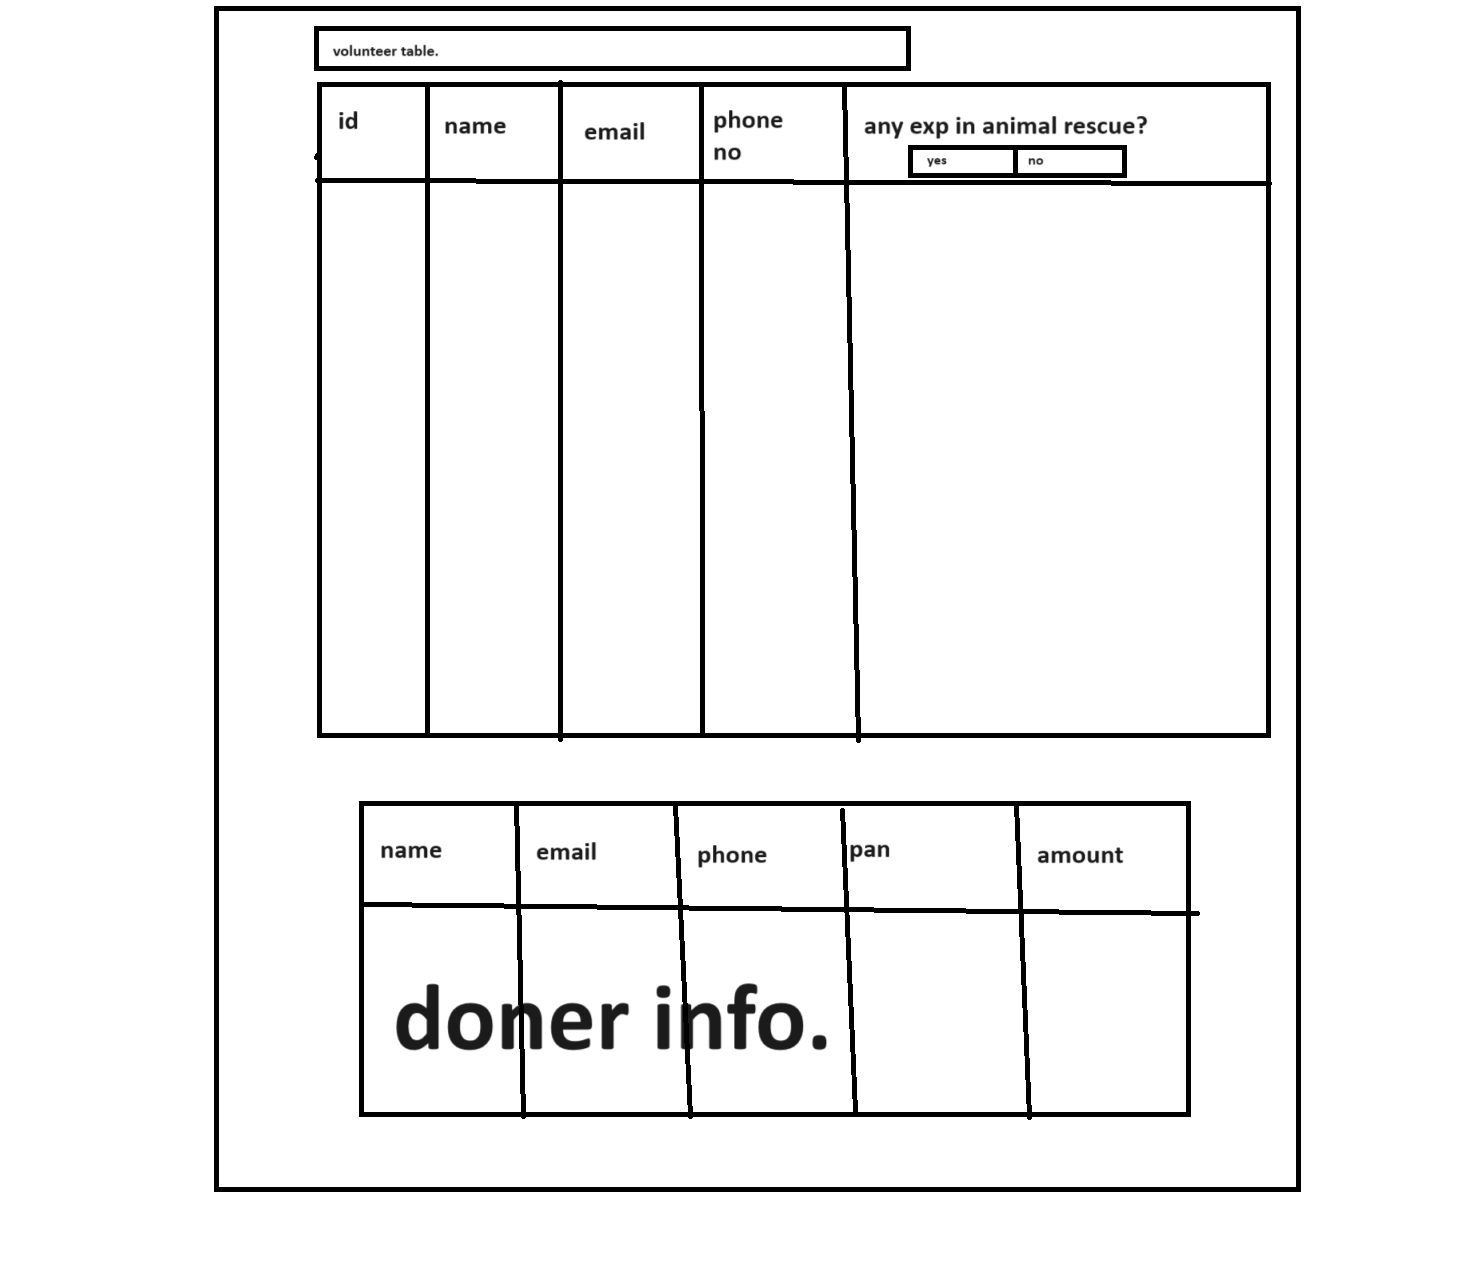 volunteer table.
id
name
email
phone
no
any exp in animal rescue?
yes
no
name
email
phone
pan
amount
doner info.